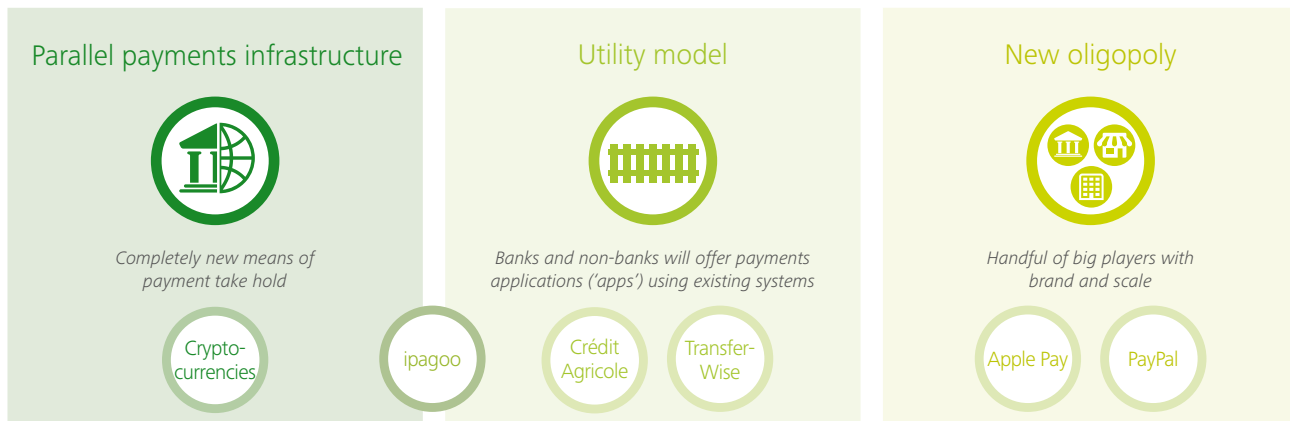 Parallel payments infrastructure
Completely new means of
payment take hold
Crypto-
currencies
ipagoo
Utility model
Banks and non-banks will offer payments
applications (‘apps’) using existing systems
Crédit
Agricole
Transfer-
Wise
New oligopoly
Handful of big players with
brand and scale
Apple Pay
PayPal